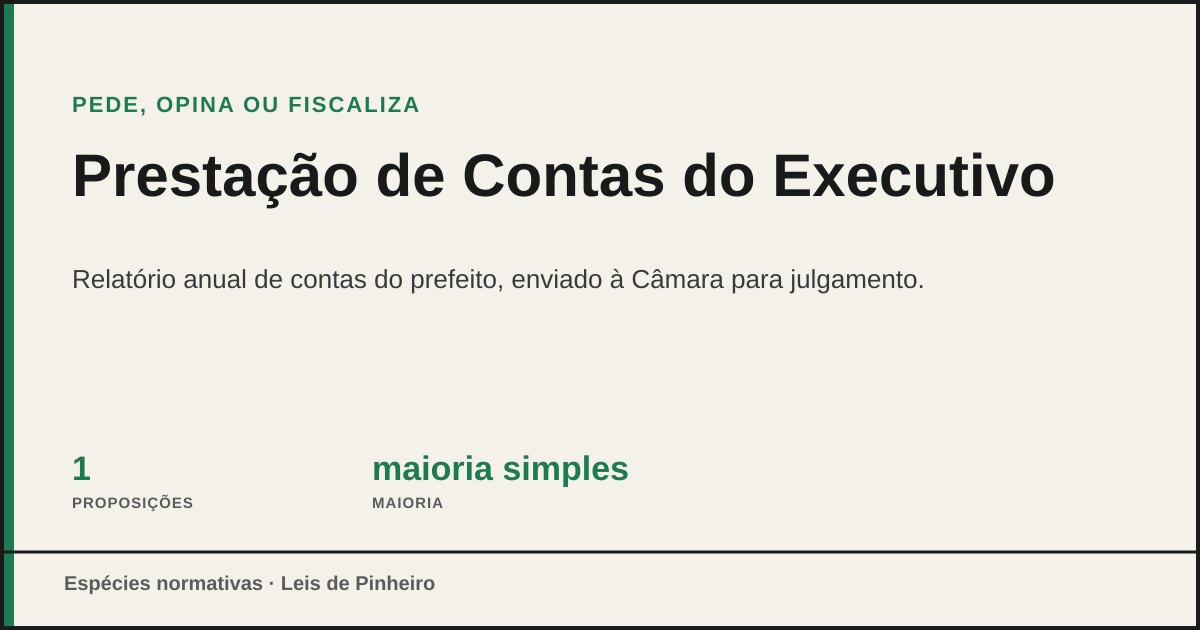 PEDE, OPINA OU FISCALIZA
Prestação de Contas do Executivo
Relatório anual de contas do prefeito, enviado à Câmara para julgamento.
1
PROPOSIÇÕES
maioria simples
MAIORIA
Espécies normativas · Leis de Pinheiro